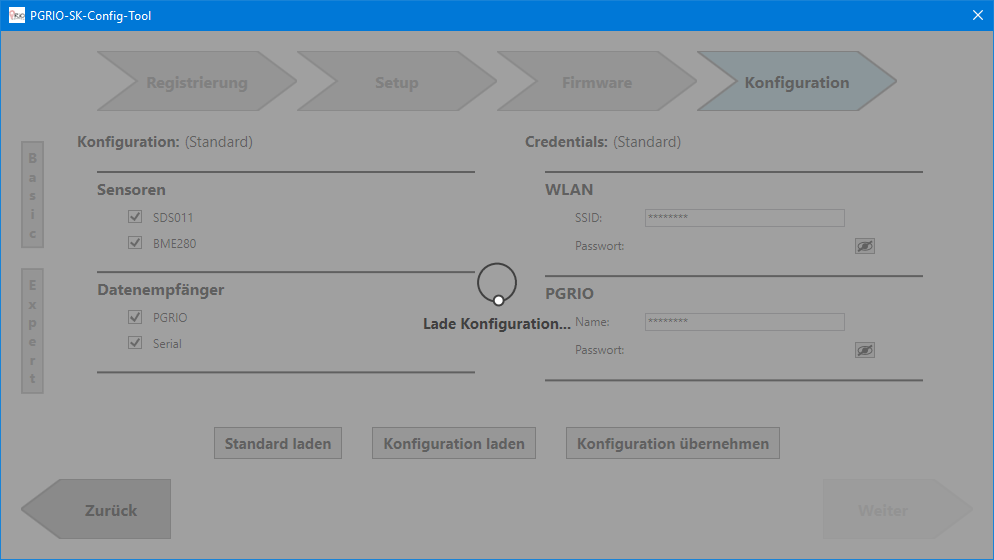 PGRIO-SK-Config-Tool
Registrierung
Setup
Firmware
Konfiguration
Basic
Expert
Konfiguration: (Standard)
Sensoren
SDS011
BME280
Datenempfänger
PGRIO
Serial
Credentials: (Standard)
WLAN
SSID: ********
Passwort:
PGRIO
Name: ********
Passwort:
Lade Konfiguration...
Standard laden
Konfiguration laden
Konfiguration übernehmen
Zurück
Weiter